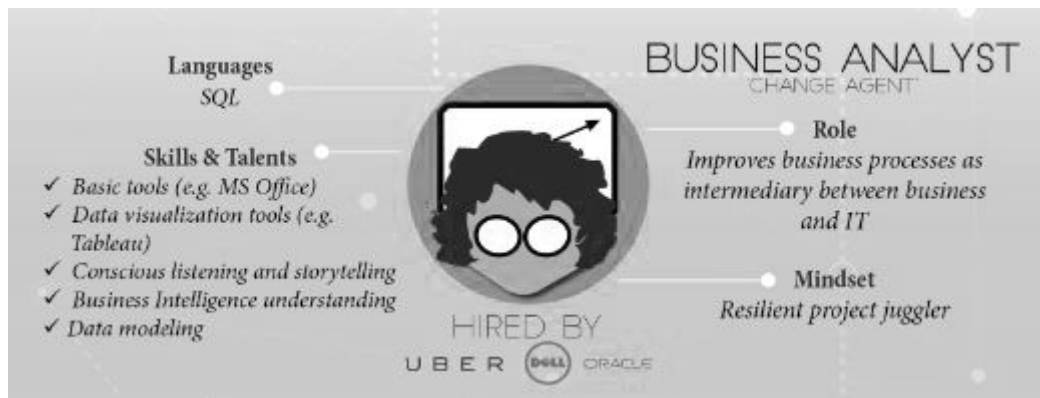 Languages
SQL
Skills & Talents
✓ Basic tools (e.g. MS Office)
✓ Data visualization tools (e.g.
Tableau)
✓ Conscious listening and storytelling
✓ Business Intelligence understanding
✓ Data modeling
HIRED BY
UBER DELL ORACLE
BUSINESS ANALYST
'CHANGE AGENT'
Role
Improves business processes as
intermediary between business
and IT
Mindset
Resilient project juggler